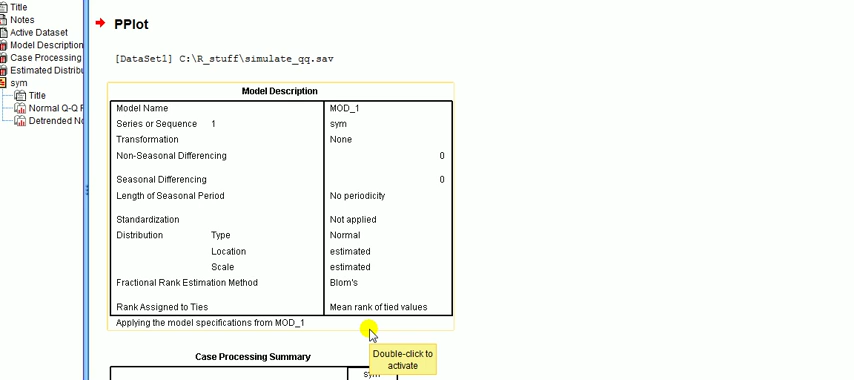 Title
Notes
Active Dataset
Model Description
Case Processing
Estimated Distribu
sym
Title
Normal Q-Q P
Detrended No
PPlot
[DataSet1] C:\R_stuff\simulate_qq.sav
Model Description
Model Name MOD_1
Series or Sequence 1 sym
Transformation None
Non-Seasonal Differencing 0
Seasonal Differencing 0
Length of Seasonal Period No periodicity
Standardization Not applied
Distribution Type Normal
Location estimated
Scale estimated
Fractional Rank Estimation Method Blom's
Rank Assigned to Ties Mean rank of tied values
Applying the model specifications from MOD_1
Double-click to
activate
Case Processing Summary
sym